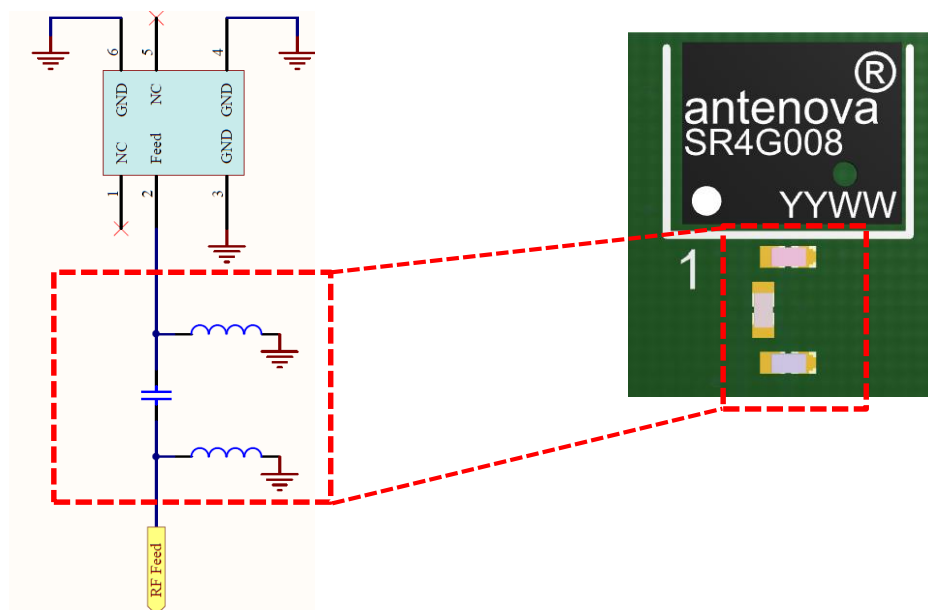 6
5
4
GND
NC
NC
Feed
GND
GND
1
2
3
RF Feed
®
antenova
SR4G008
YYWW
1